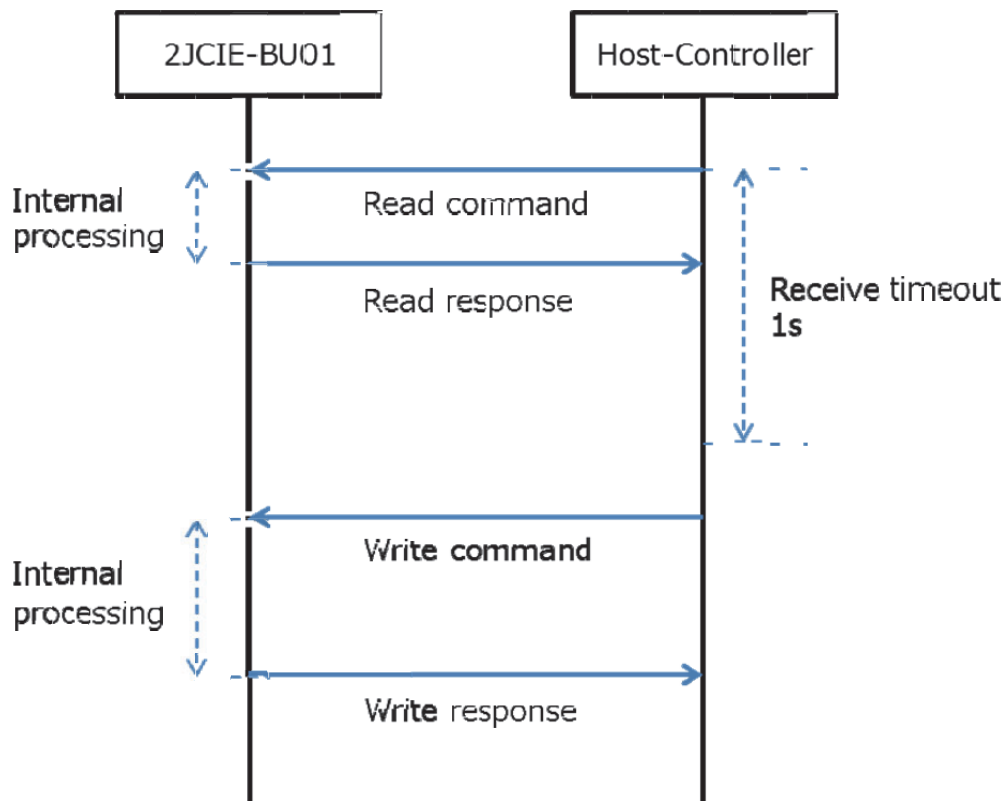 2JCIE-BU01
Host-Controller
Internal
processing
Read command
Read response
Receive timeout
1s
Write command
Internal
processing
Write response